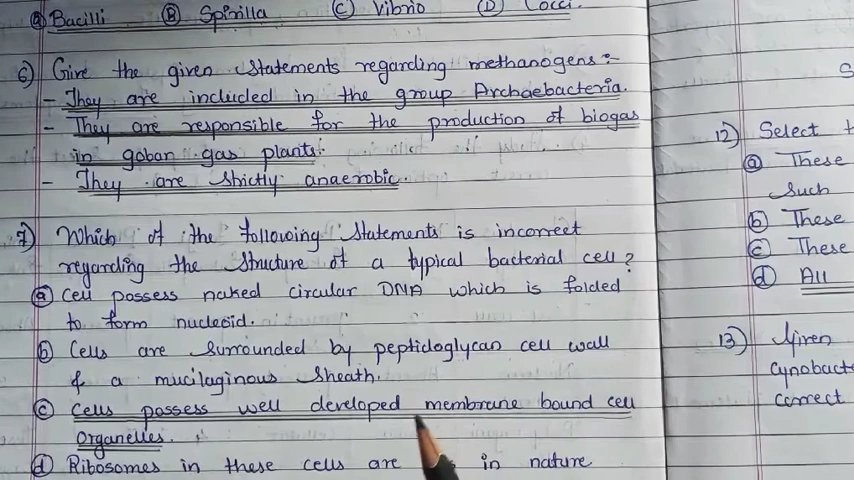 (a) Bacilli (B) Spirilla (C) Vibrio (D) Cocci.
6) Give the given statements regarding methanogens:-
- They are included in the group Archaebacteria.
- They are responsible for the production of biogas
in gobar gas plants.
- They are strictly anaerobic.
7) Which of the following statements is incorrect
regarding the structure of a typical bacterial cell?
(a) Cell possess naked circular DNA which is folded
to form nucleoid.
(b) Cells are surrounded by peptidoglycan cell wall
& a mucilaginous sheath.
(c) Cells possess well developed membrane bound cell
organelles.
(d) Ribosomes in these cells are in nature
12) Select
(a) These
such
(b) These
(c) These
(d) All
13) Given
cynobact
correct